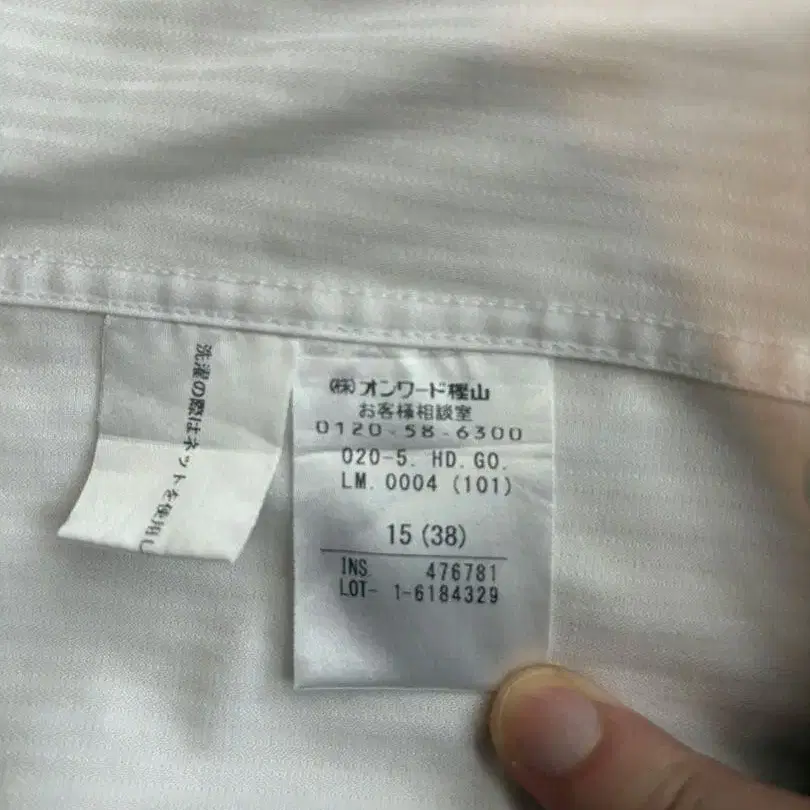 洗濯の際はネットを使用し
(株)オンワード樫山
お客様相談室
0120-58-6300
020-5. HD. GO.
LM. 0004 (101)
15 (38)
INS. 476781
LOT- 1-6184329